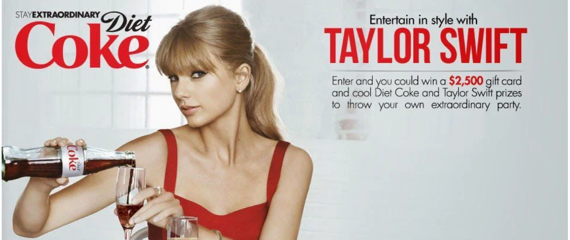 STAY EXTRAORDINARY
Diet
Coke
Entertain in style with
TAYLOR SWIFT
Enter and you could win a $2,500 gift card
and cool Diet Coke and Taylor Swift prizes
to throw your own extraordinary party.
Coke